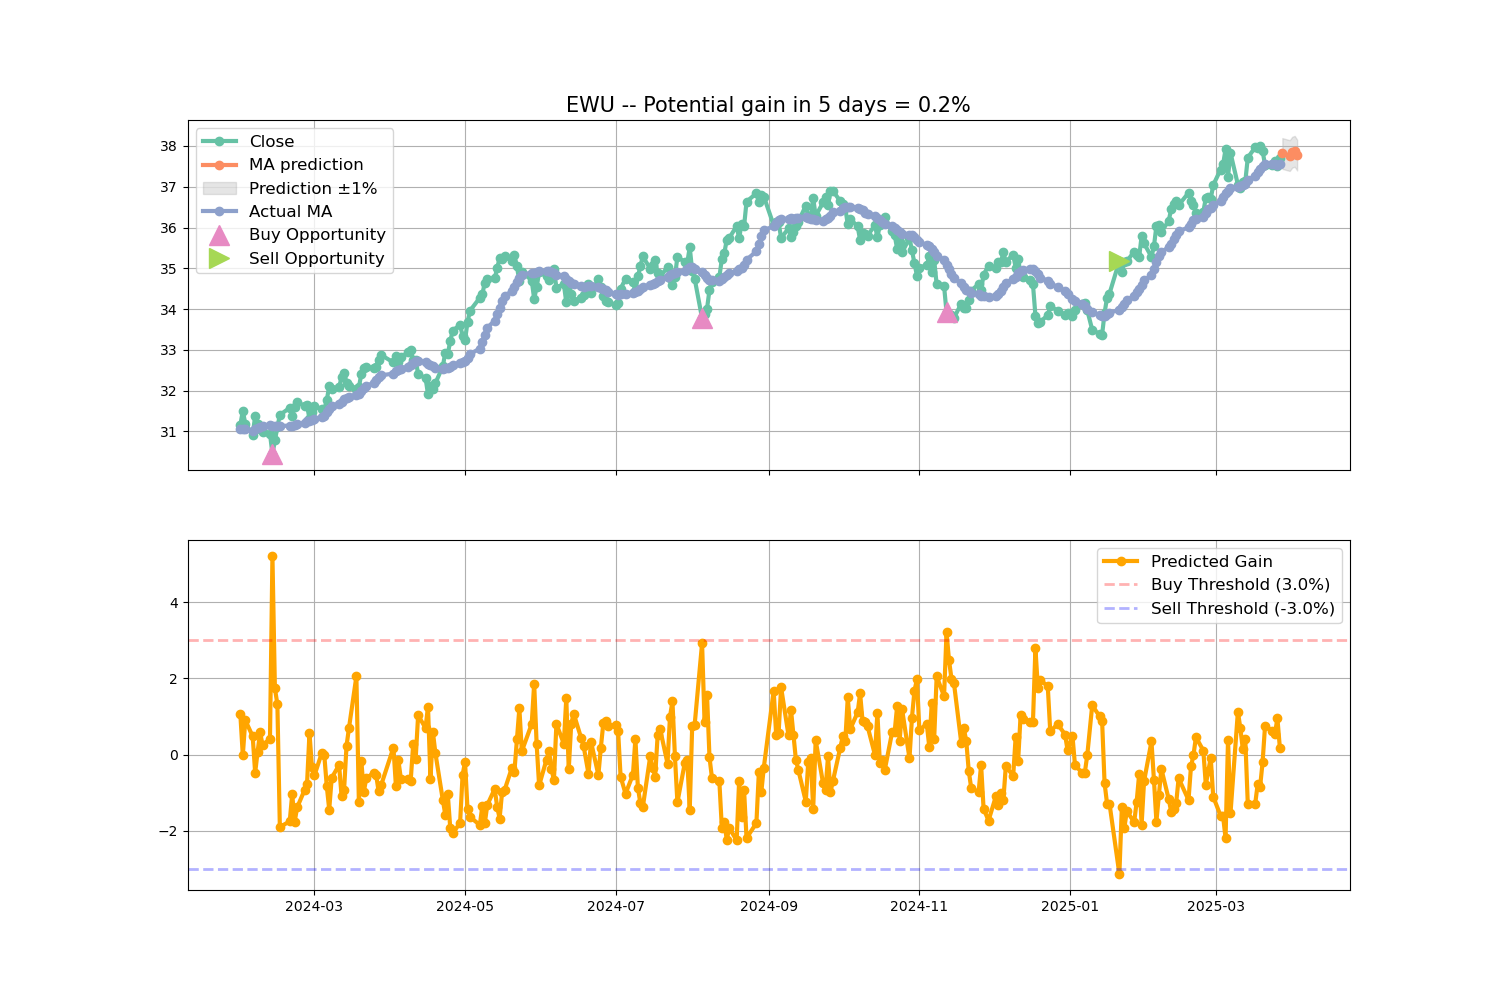 EWU -- Potential gain in 5 days = 0.2%
Close
MA prediction
Prediction ±1%
Actual MA
Buy Opportunity
Sell Opportunity
38
37
36
35
34
33
32
31
Predicted Gain
Buy Threshold (3.0%)
Sell Threshold (-3.0%)
4
2
0
−2
2024-03
2024-05
2024-07
2024-09
2024-11
2025-01
2025-03